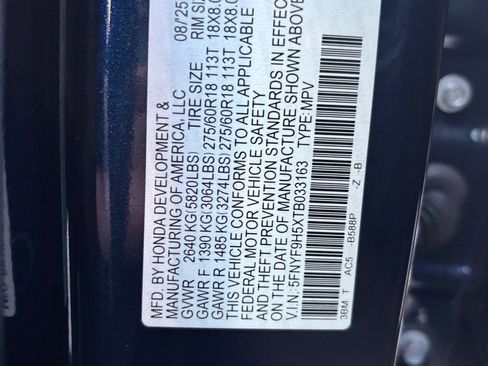 MFD. BY HONDA DEVELOPMENT & 08/25
MANUFACTURING OF AMERICA, LLC
GVWR 2640 KG(5820LBS) TIRE SIZE RIM SIZ
GAWR F 1390 KG(3064LBS)275/60R18 113T 18X8.0
GAWR R 1485 KG(3274LBS)275/60R18 113T 18X8.0
THIS VEHICLE CONFORMS TO ALL APPLICABLE
FEDERAL MOTOR VEHICLE SAFETY
AND THEFT PREVENTION STANDARDS IN EFFEC
ON THE DATE OF MANUFACTURE SHOWN ABOVE
V.I.N.: 5FNYF9H5XTB033163 TYPE: MPV
3BM T AC5 -B588P -Z -B